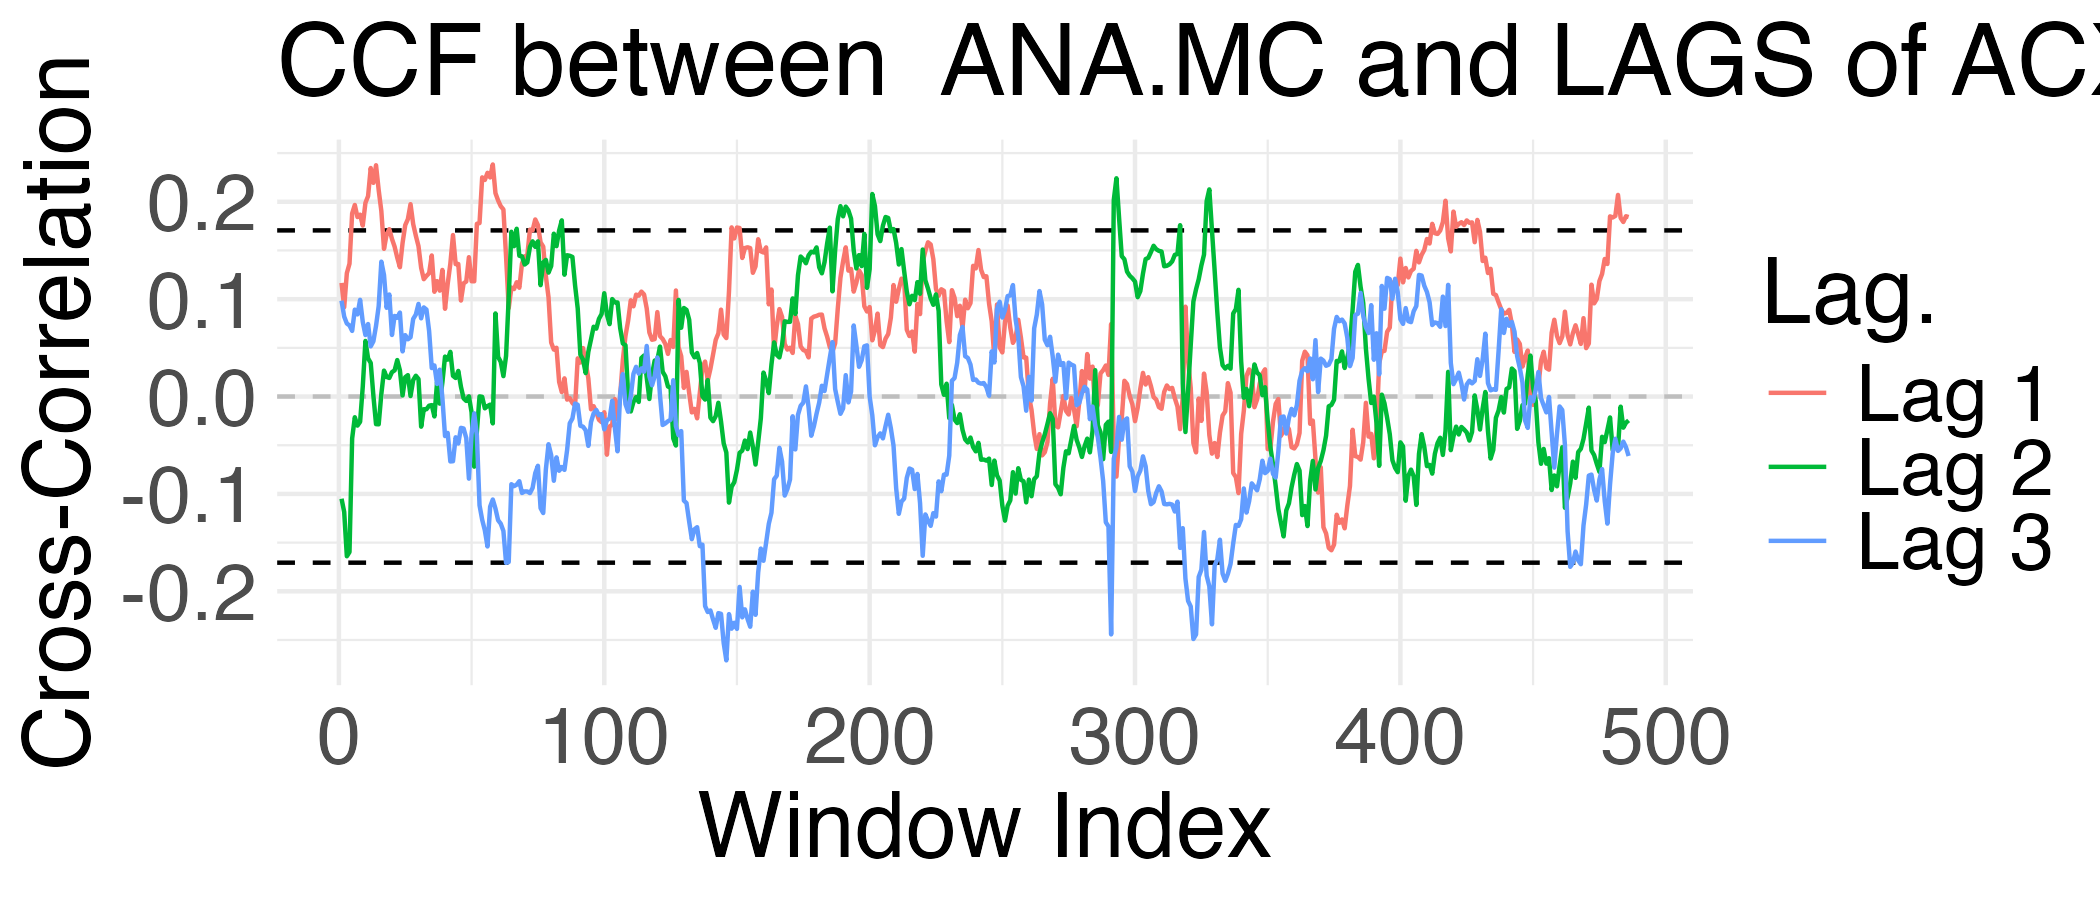 CCF between  ANA.MC and LAGS of AC
Cross-Correlation
0.2
0.1
0.0
-0.1
-0.2
0 100 200 300 400 500
Window Index
Lag.
Lag 1
Lag 2
Lag 3